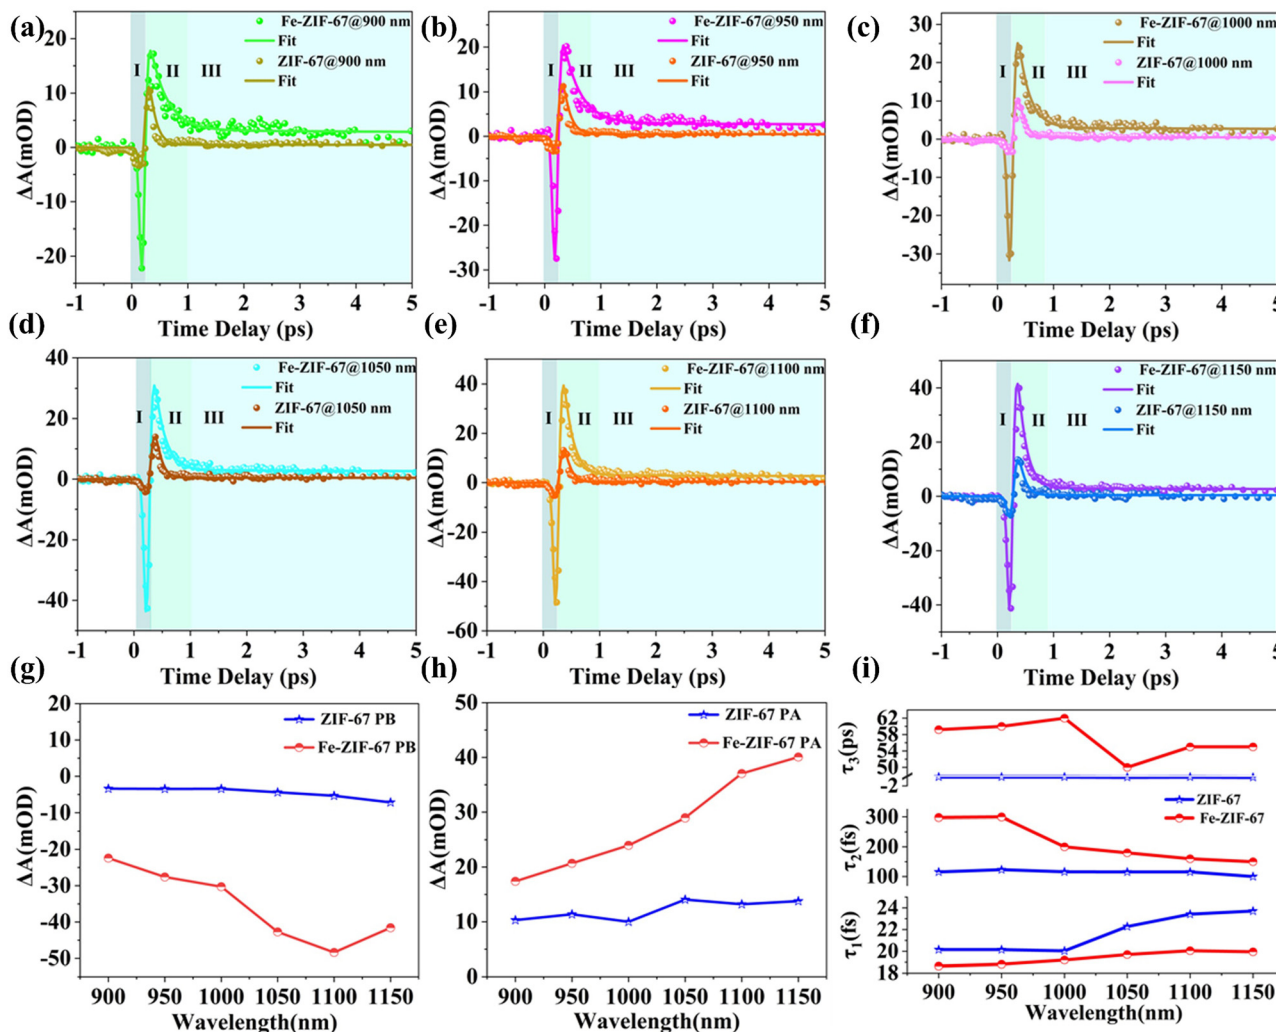 (a)
Fe-ZIF-67@900 nm
Fit
ZIF-67@900 nm
Fit
I II III
20
10
0
-10
-20
ΔA(mOD)
-1 0 1 2 3 4 5
Time Delay (ps)
(b)
Fe-ZIF-67@950 nm
Fit
ZIF-67@950 nm
Fit
I II III
20
10
0
-10
-20
-30
ΔA(mOD)
-1 0 1 2 3 4 5
Time Delay (ps)
(c)
Fe-ZIF-67@1000 nm
Fit
ZIF-67@1000 nm
Fit
I II III
30
20
10
0
-10
-20
-30
ΔA(mOD)
-1 0 1 2 3 4 5
Time Delay (ps)
(d)
Fe-ZIF-67@1050 nm
Fit
ZIF-67@1050 nm
Fit
I II III
40
20
0
-20
-40
ΔA(mOD)
-1 0 1 2 3 4 5
Time Delay (ps)
(e)
Fe-ZIF-67@1100 nm
Fit
ZIF-67@1100 nm
Fit
I II III
40
20
0
-20
-40
-60
ΔA(mOD)
-1 0 1 2 3 4 5
Time Delay (ps)
(f)
Fe-ZIF-67@1150 nm
Fit
ZIF-67@1150 nm
Fit
I II III
40
20
0
-20
-40
ΔA(mOD)
-1 0 1 2 3 4 5
Time Delay (ps)
(g)
ZIF-67 PB
Fe-ZIF-67 PB
20
10
0
-10
-20
-30
-40
-50
ΔA(mOD)
900 950 1000 1050 1100 1150
Wavelength(nm)
(h)
ZIF-67 PA
Fe-ZIF-67 PA
50
40
30
20
10
0
ΔA(mOD)
900 950 1000 1050 1100 1150
Wavelength(nm)
(i)
62
58
54
50
-2
τ3(ps)
ZIF-67
Fe-ZIF-67
300
200
100
τ2(fs)
24
22
20
18
τ1(fs)
900 950 1000 1050 1100 1150
Wavelength(nm)